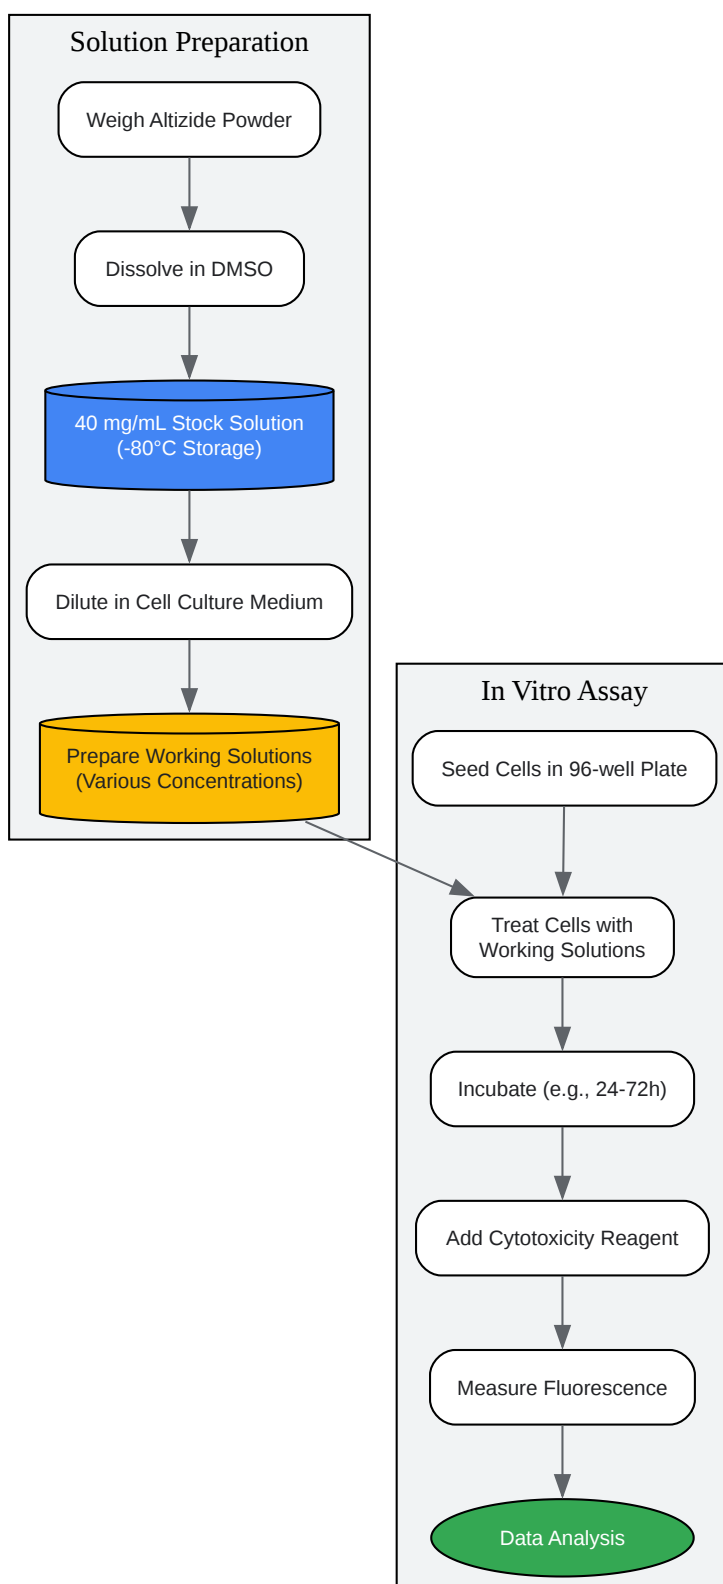 Solution Preparation
Weigh Altizide Powder
Dissolve in DMSO
40 mg/mL Stock Solution
(-80°C Storage)
Dilute in Cell Culture Medium
Prepare Working Solutions
(Various Concentrations)
In Vitro Assay
Seed Cells in 96-well Plate
Treat Cells with
Working Solutions
Incubate (e.g., 24-72h)
Add Cytotoxicity Reagent
Measure Fluorescence
Data Analysis